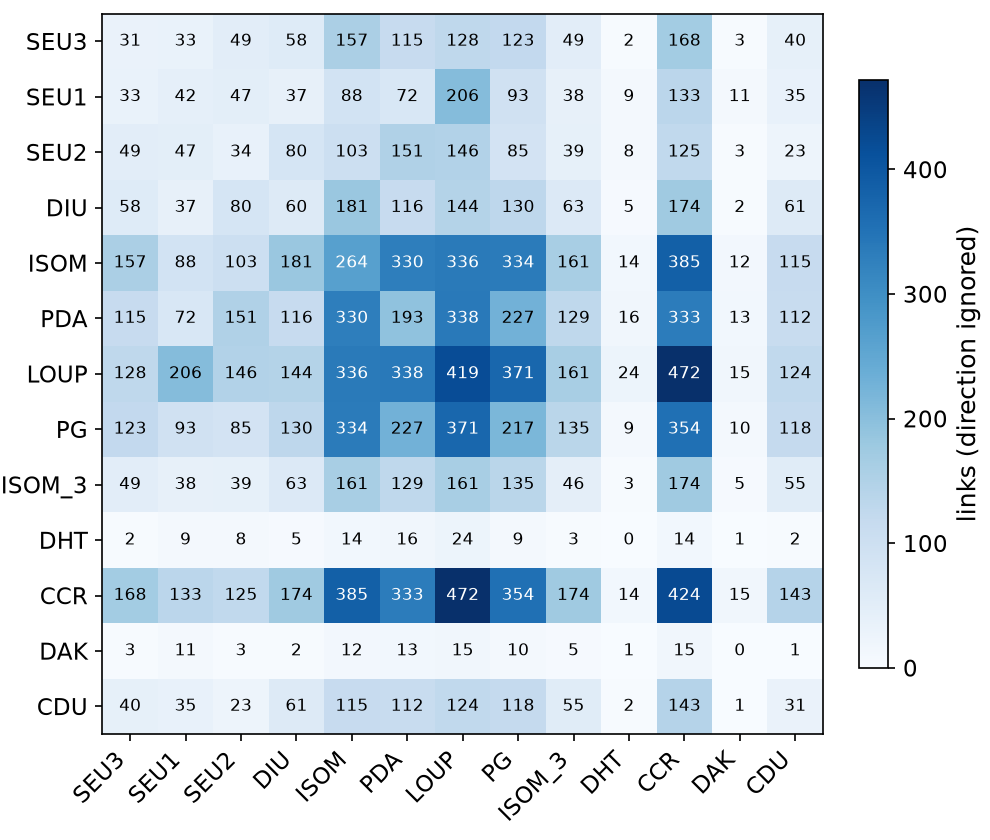 SEU3 31 33 49 58 157 115 128 123 49 2 168 3 40
SEU1 33 42 47 37 88 72 206 93 38 9 133 11 35
SEU2 49 47 34 80 103 151 146 85 39 8 125 3 23
DIU 58 37 80 60 181 116 144 130 63 5 174 2 61
ISOM 157 88 103 181 264 330 336 334 161 14 385 12 115
PDA 115 72 151 116 330 193 338 227 129 16 333 13 112
LOUP 128 206 146 144 336 338 419 371 161 24 472 15 124
PG 123 93 85 130 334 227 371 217 135 9 354 10 118
ISOM_3 49 38 39 63 161 129 161 135 46 3 174 5 55
DHT 2 9 8 5 14 16 24 9 3 0 14 1 2
CCR 168 133 125 174 385 333 472 354 174 14 424 15 143
DAK 3 11 3 2 12 13 15 10 5 1 15 0 1
CDU 40 35 23 61 115 112 124 118 55 2 143 1 31
SEU3 SEU1 SEU2 DIU ISOM PDA LOUP PG ISOM_3 DHT CCR DAK CDU
400
300
200
100
0
links (direction ignored)